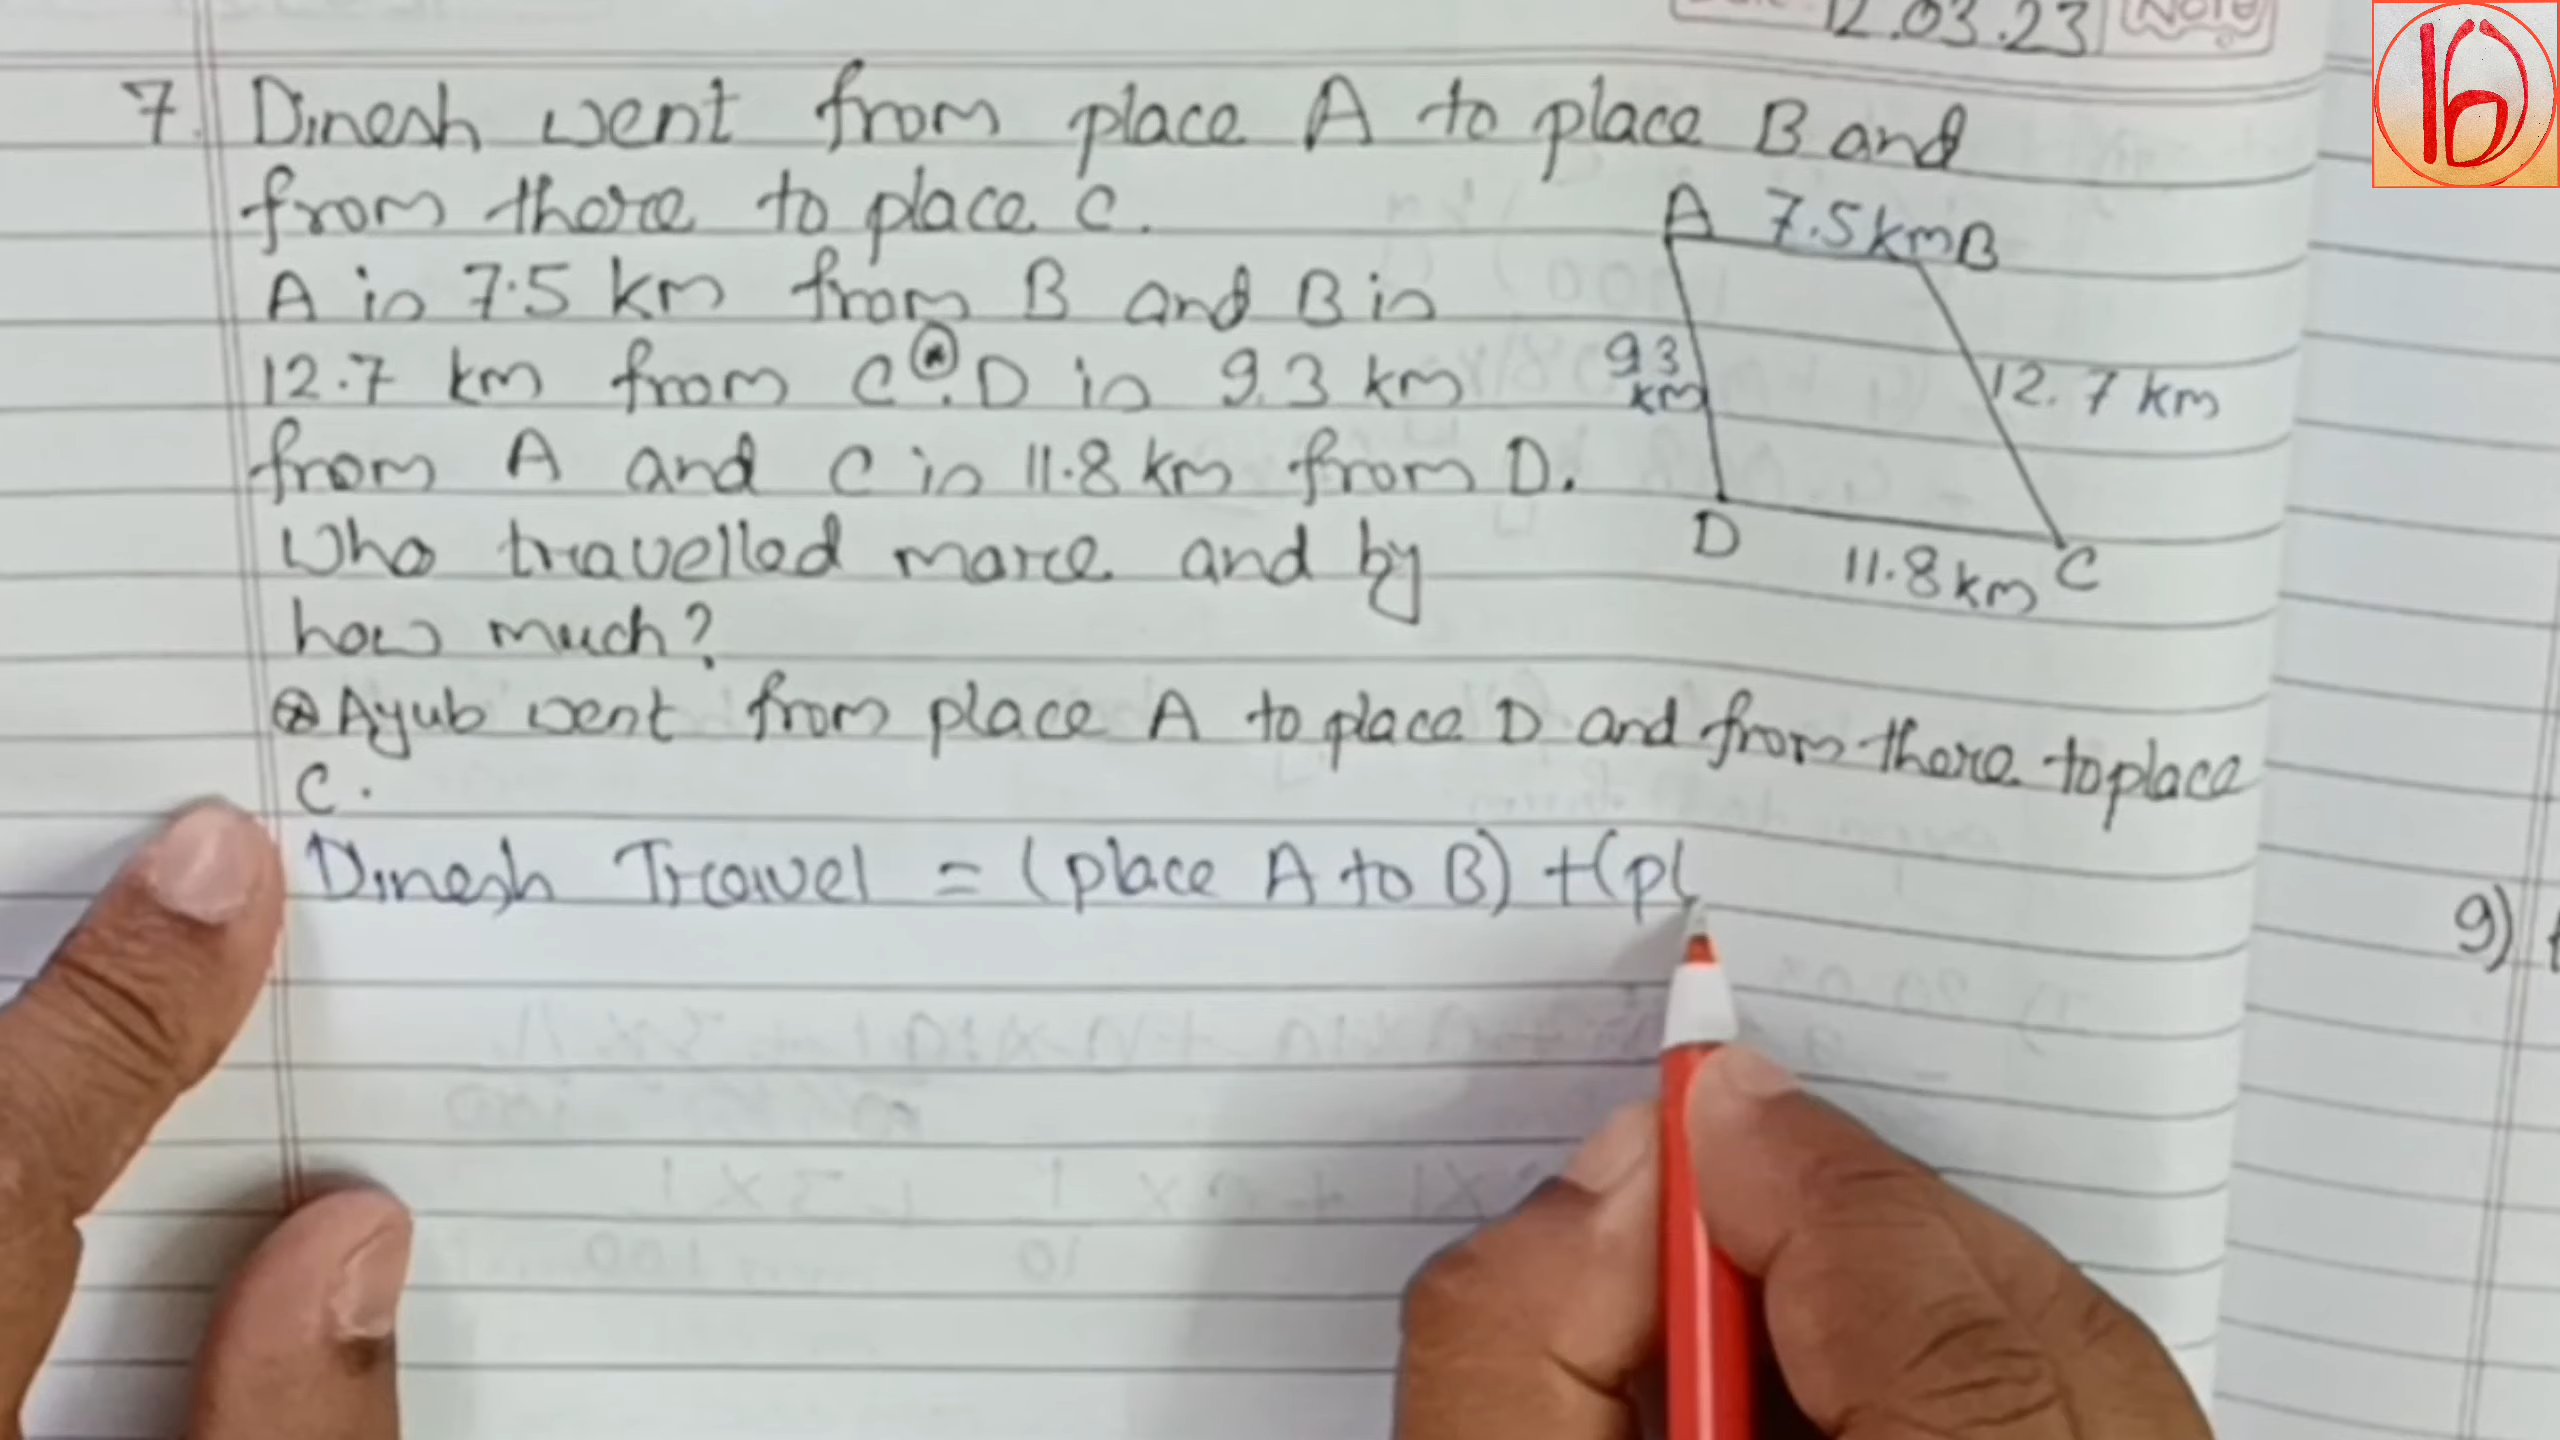 12.03.23
7. Dinesh went from place A to place B and
from there to place C.
A is 7.5 km from B and B is
12.7 km from C. D is 9.3 km
from A and C is 11.8 km from D.
Who travelled more and by
how much?
A 7.5 km B
9.3
km
12.7 km
D
11.8 km C
Ayub went from place A to place D and from there to place
C.
Dinesh Travel = (place A to B) + (pl
9)